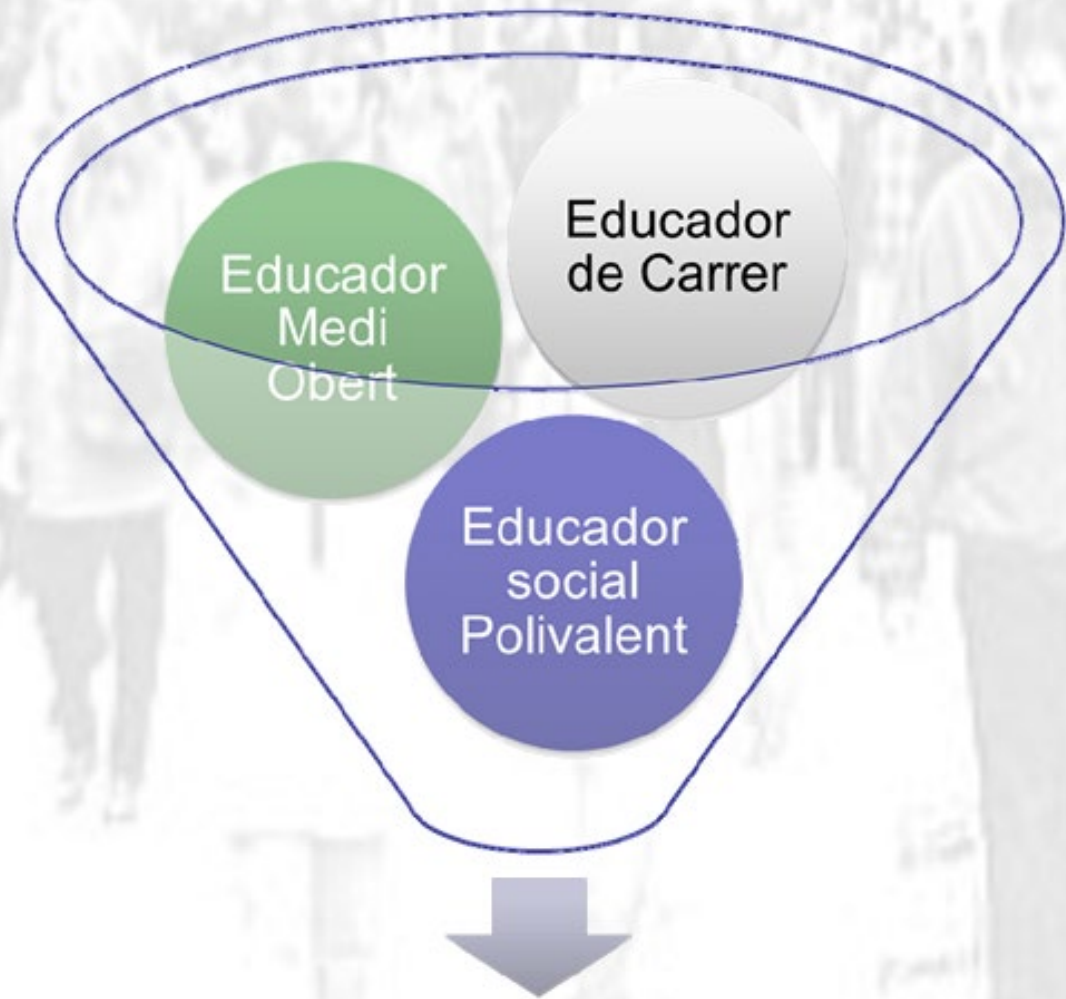 Educador
Medi
Obert
Educador
de Carrer
Educador
social
Polivalent